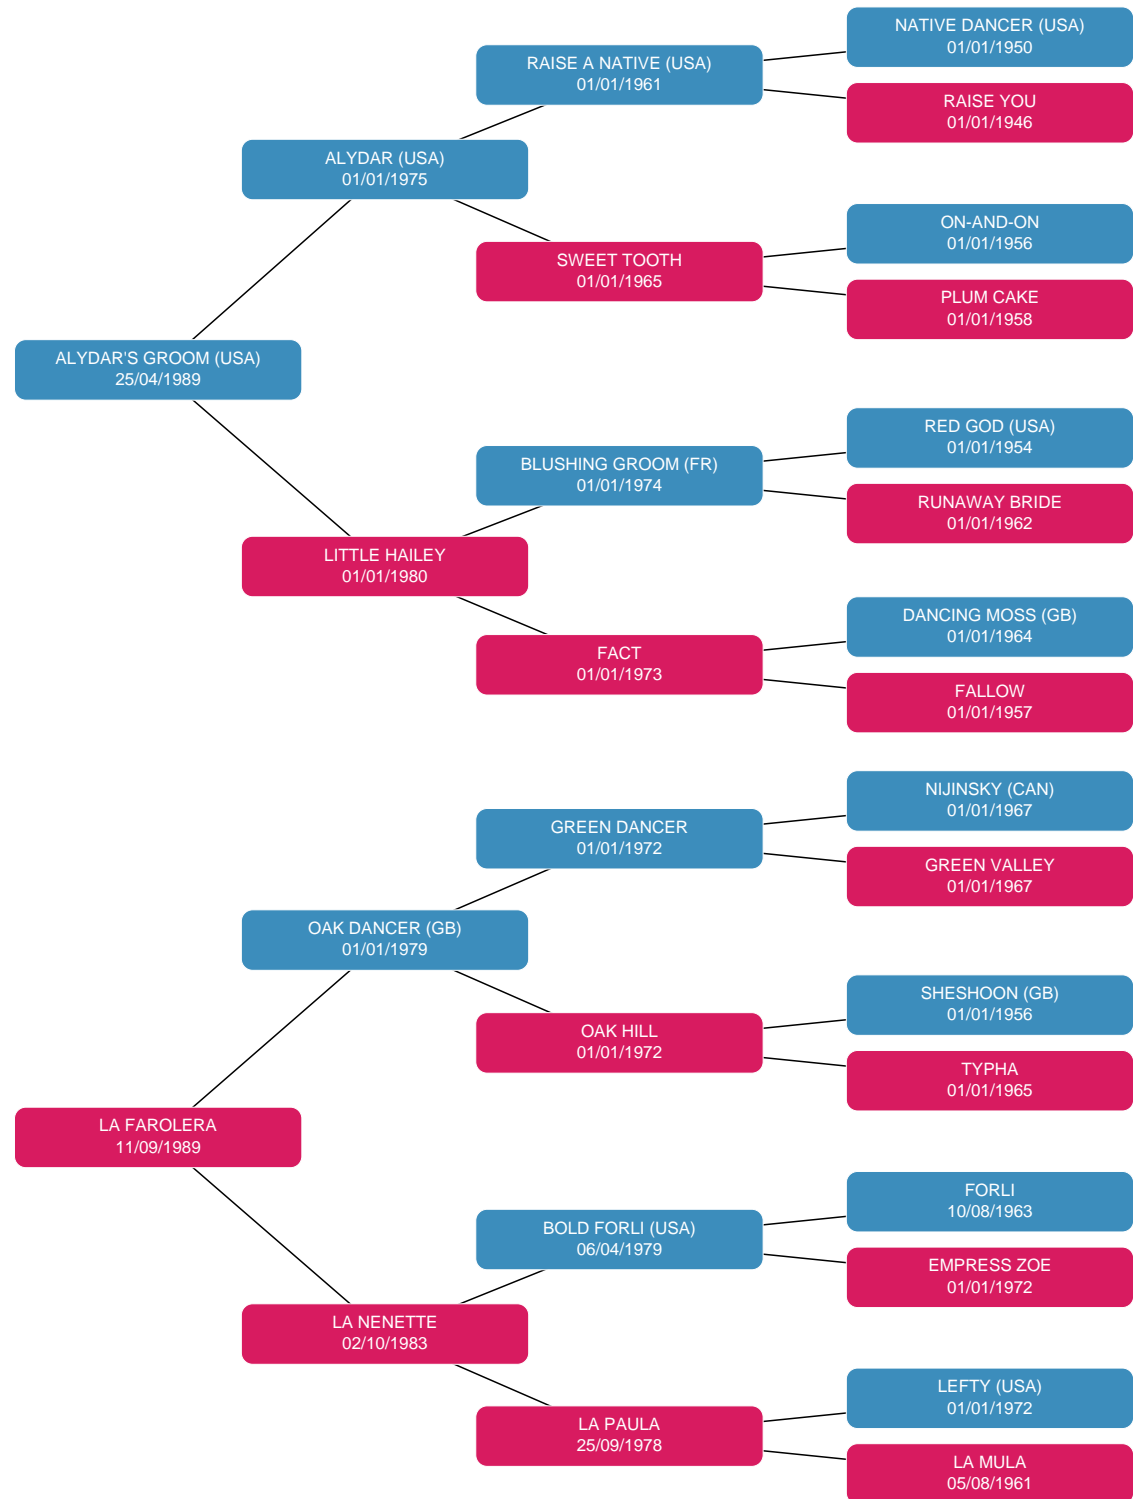 NATIVE DANCER (USA)
01/01/1950
RAISE A NATIVE (USA)
01/01/1961
RAISE YOU
01/01/1946
ALYDAR (USA)
01/01/1975
ON-AND-ON
01/01/1956
SWEET TOOTH
01/01/1965
PLUM CAKE
01/01/1958
ALYDAR'S GROOM (USA)
25/04/1989
RED GOD (USA)
01/01/1954
BLUSHING GROOM (FR)
01/01/1974
RUNAWAY BRIDE
01/01/1962
LITTLE HAILEY
01/01/1980
DANCING MOSS (GB)
01/01/1964
FACT
01/01/1973
FALLOW
01/01/1957
NIJINSKY (CAN)
01/01/1967
GREEN DANCER
01/01/1972
GREEN VALLEY
01/01/1967
OAK DANCER (GB)
01/01/1979
SHESHOON (GB)
01/01/1956
OAK HILL
01/01/1972
TYPHA
01/01/1965
LA FAROLERA
11/09/1989
FORLI
10/08/1963
BOLD FORLI (USA)
06/04/1979
EMPRESS ZOE
01/01/1972
LA NENETTE
02/10/1983
LEFTY (USA)
01/01/1972
LA PAULA
25/09/1978
LA MULA
05/08/1961